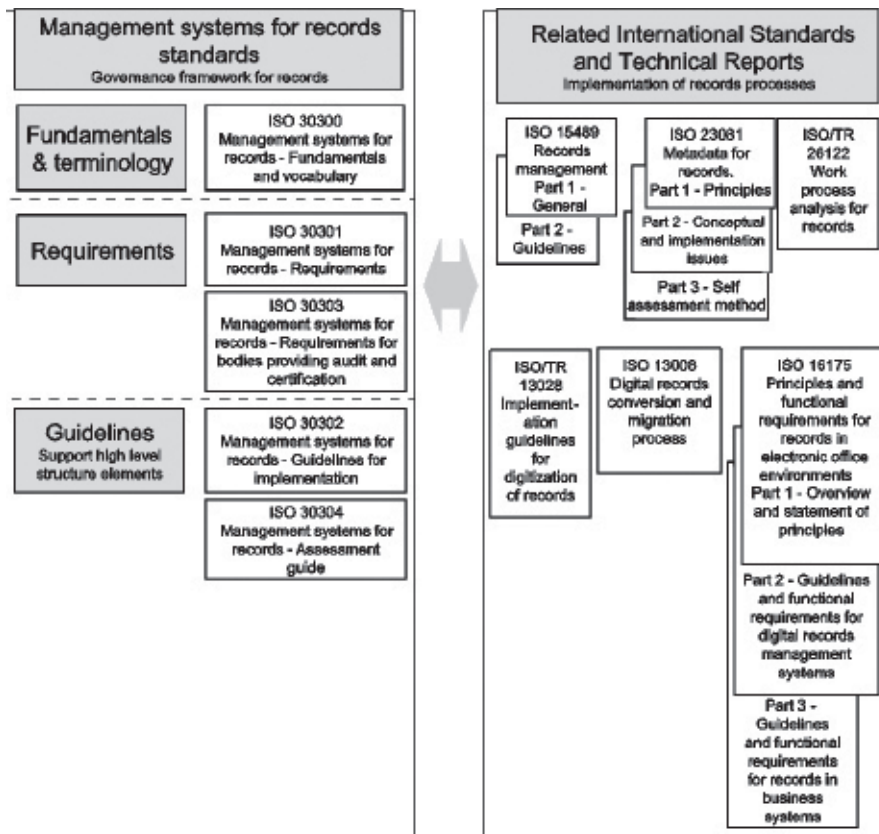 Management systems for records
standards
Governance framework for records
Fundamentals
& terminology
ISO 30300
Management systems for
records - Fundamentals
and vocabulary
Requirements
ISO 30301
Management systems for
records - Requirements
ISO 30303
Management systems for
records - Requirements for
bodies providing audit and
certification
Guidelines
Support high level
structure elements
ISO 30302
Management systems for
records - Guidelines for
implementation
ISO 30304
Management systems for
records - Assessment
guide
Related International Standards
and Technical Reports
Implementation of records processes
ISO 15489
Records
management
Part 1 -
General
Part 2 -
Guidelines
ISO 23081
Metadata for
records.
Part 1 - Principles
Part 2 - Conceptual
and implementation
issues
Part 3 - Self
assessment method
ISO/TR
26122
Work
process
analysis for
records
ISO/TR
13028
Implement-
ation
guidelines
for
digitization
of records
ISO 13008
Digital records
conversion and
migration
process
ISO 16175
Principles and
functional
requirements for
records in
electronic office
environments
Part 1 - Overview
and statement of
principles
Part 2 - Guidelines
and functional
requirements for
digital records
management
systems
Part 3 -
Guidelines
and functional
requirements
for records in
business
systems